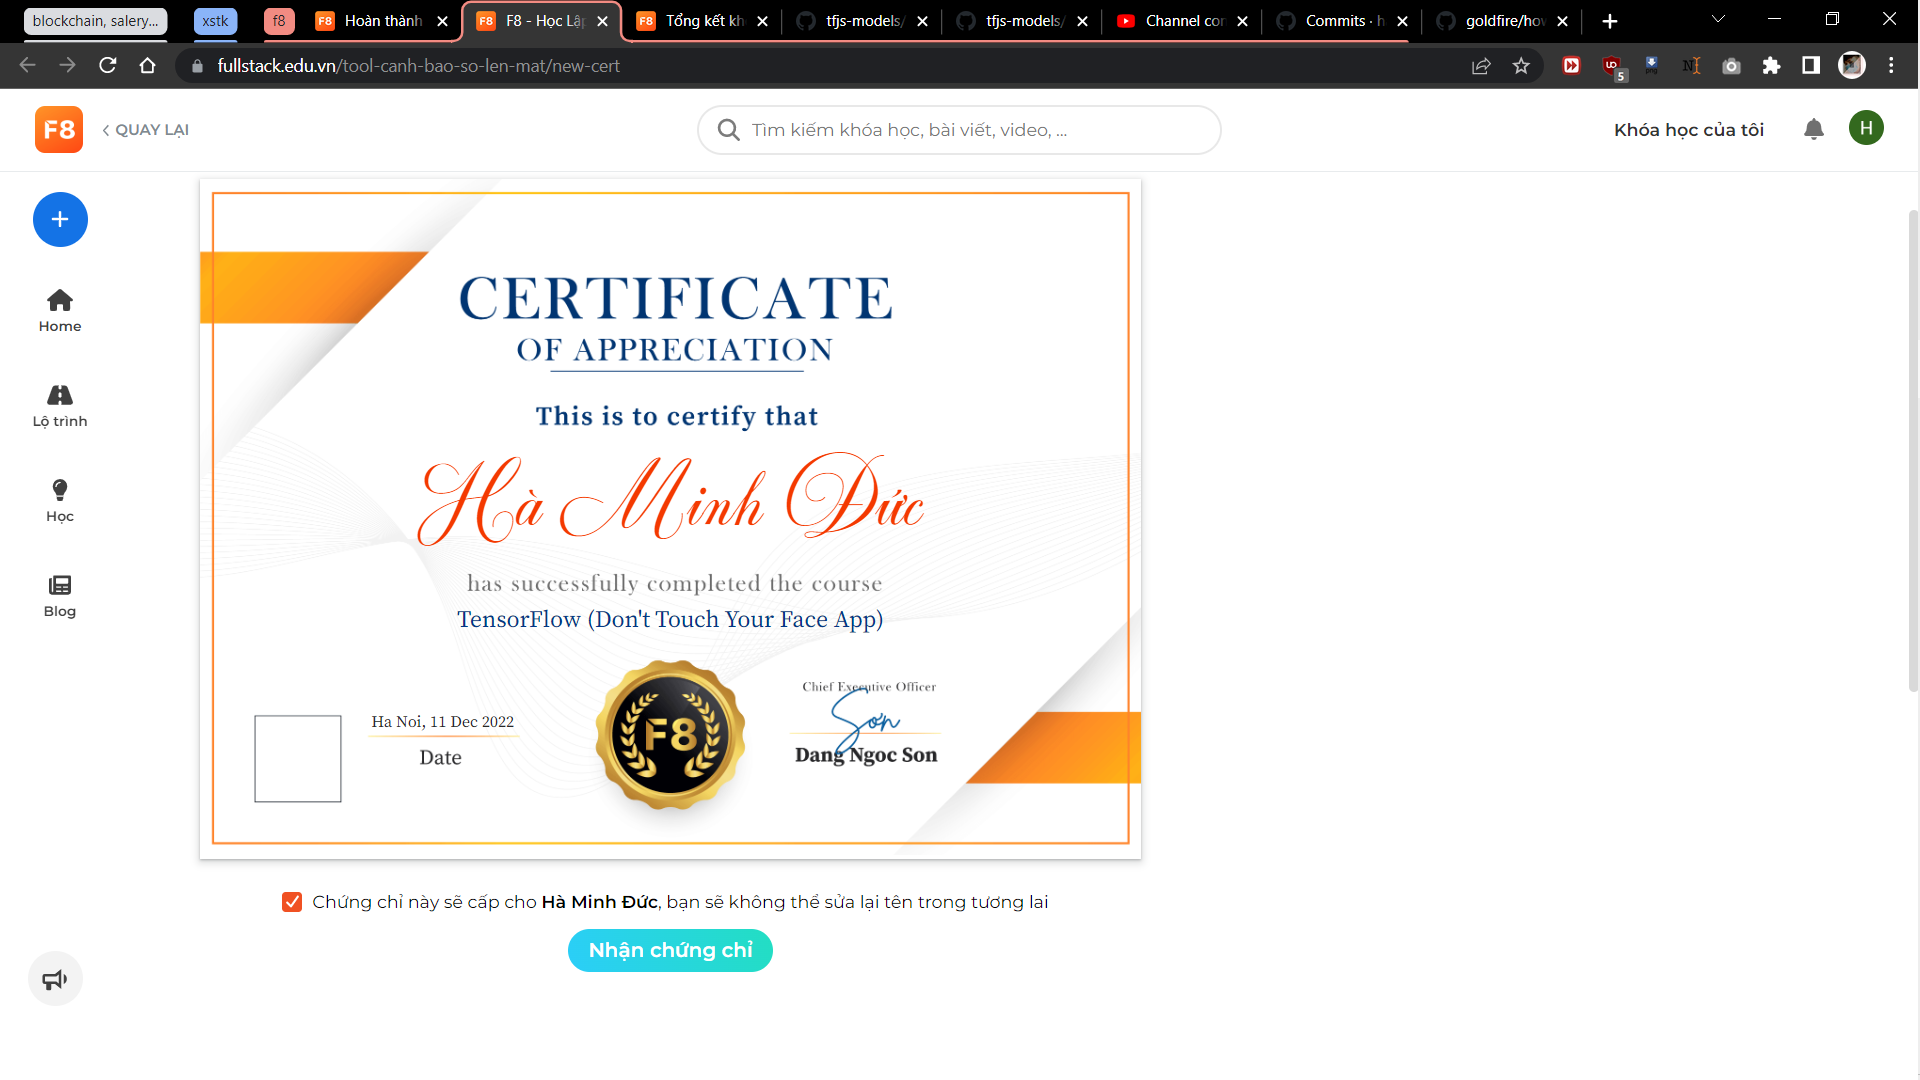 blockchain, salery...
xstk
f8
Hoàn thành
F8 - Học Lậ
Tổng kết kh
tfjs-models/
tfjs-models/
Channel con
Commits · h
goldfire/how
fullstack.edu.vn/tool-canh-bao-so-len-mat/new-cert
5
F8
QUAY LẠI
Tìm kiếm khóa học, bài viết, video, ...
Khóa học của tôi
H
Home
Lộ trình
Học
Blog
CERTIFICATE
OF APPRECIATION
This is to certify that
Hà Minh Đức
has successfully completed the course
TensorFlow (Don't Touch Your Face App)
Ha Noi, 11 Dec 2022
Date
F8
Chief Executive Officer
Sơn
Dang Ngoc Son
Chứng chỉ này sẽ cấp cho Hà Minh Đức, bạn sẽ không thể sửa lại tên trong tương lai
Nhận chứng chỉ